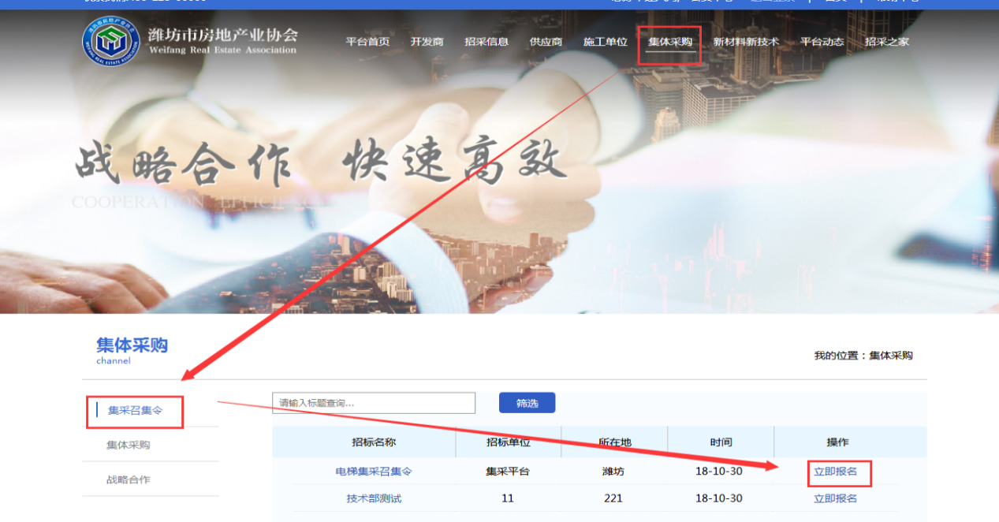 潍坊市房地产业协会
Weifang Real Estate Association
平台首页 开发商 招采信息 供应商 施工单位 集体采购 新材料新技术 平台动态 招采之家
战略合作 快速高效
COOPERATION EFFICIENCY
集体采购
channel
我的位置：集体采购
集采召集令
集体采购
战略合作
请输入标题查询... 筛选
招标名称 招标单位 所在地 时间 操作
电梯集采召集令 集采平台 潍坊 18-10-30 立即报名
技术部测试 11 221 18-10-30 立即报名